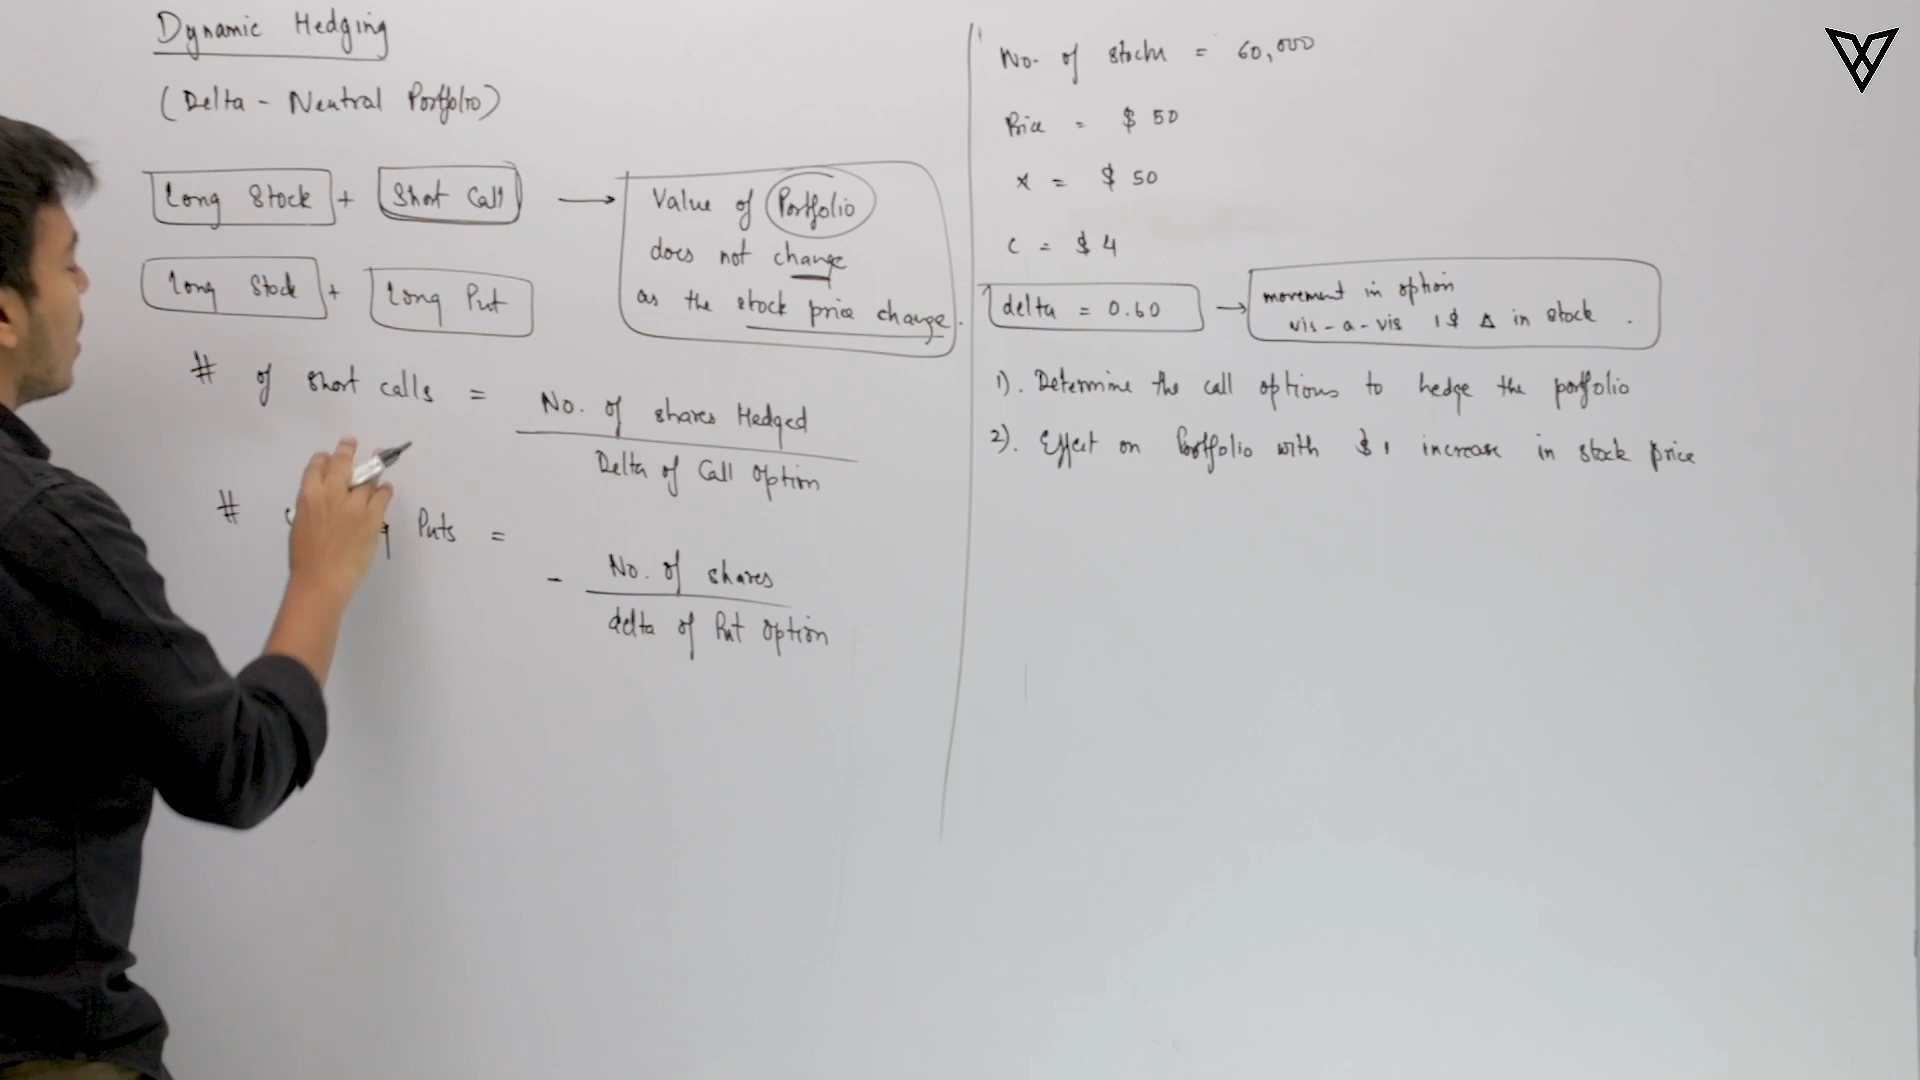 Dynamic Hedging
(Delta - Neutral Portfolio)
Long Stock + Short Call
Long Stock + Long Put
Value of Portfolio
does not change
as the stock price change.
# of short calls = No. of shares Hedged
Delta of Call Option
# Puts =
- No. of shares
delta of Put Option
No. of stocks = 60,000
Price = $ 50
X = $ 50
C = $ 4
delta = 0.60
movement in option
vis-a-vis 1$ Δ in stock.
1). Determine the call options to hedge the portfolio
2). Effect on Portfolio with $1 increase in stock price